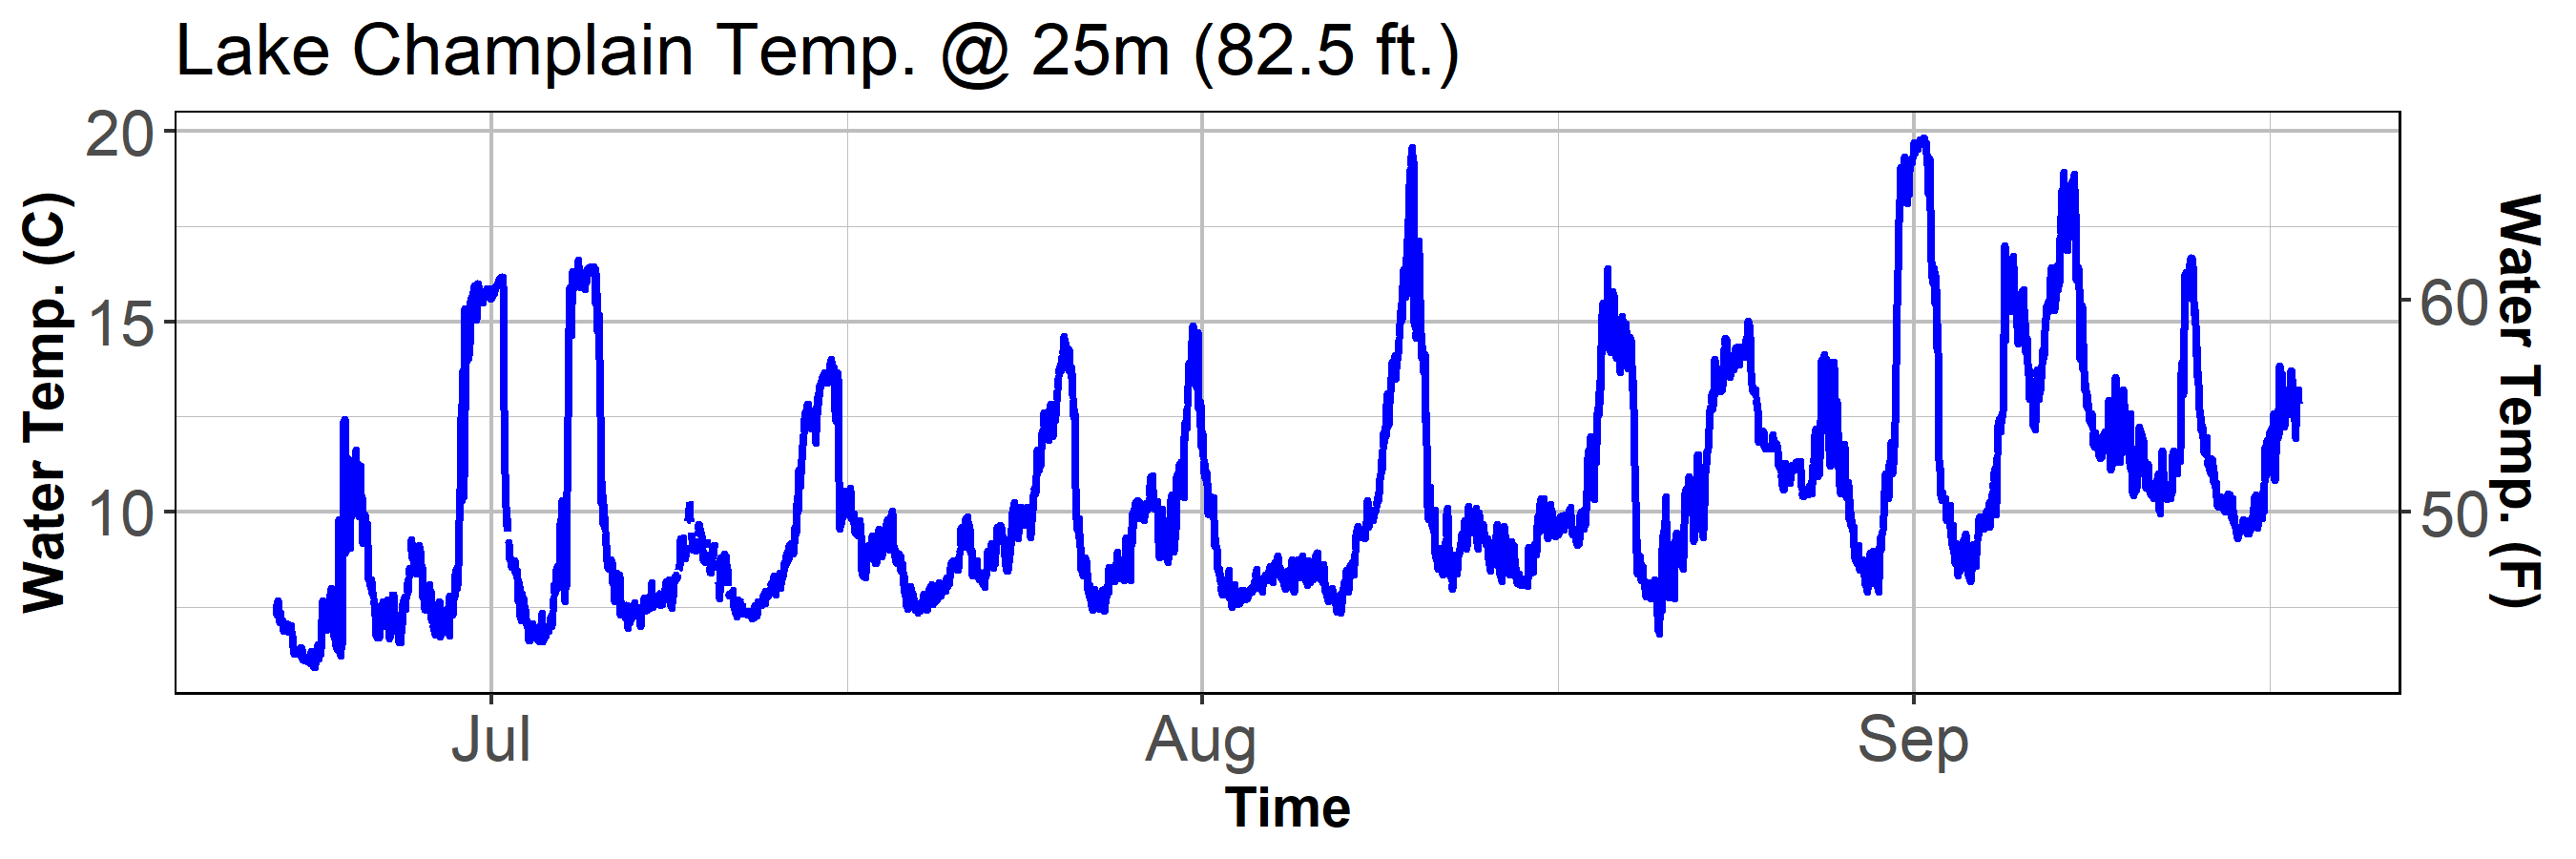 Lake Champlain Temp. @ 25m (82.5 ft.)
Water Temp. (C)
20
15
10
60
50
Water Temp. (F)
Jul
Aug
Sep
Time